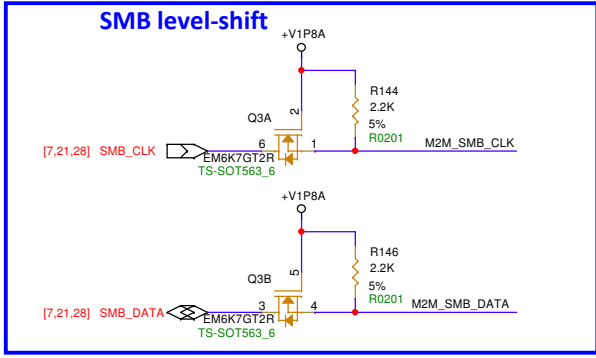 SMB level-shift
+V1P8A
R144
2.2K
5%
R0201
Q3A
2
6
1
[7,21,28] SMB_CLK
M2M_SMB_CLK
EM6K7GT2R
TS-SOT563_6
+V1P8A
R146
2.2K
5%
R0201
Q3B
5
3
4
[7,21,28] SMB_DATA
M2M_SMB_DATA
EM6K7GT2R
TS-SOT563_6